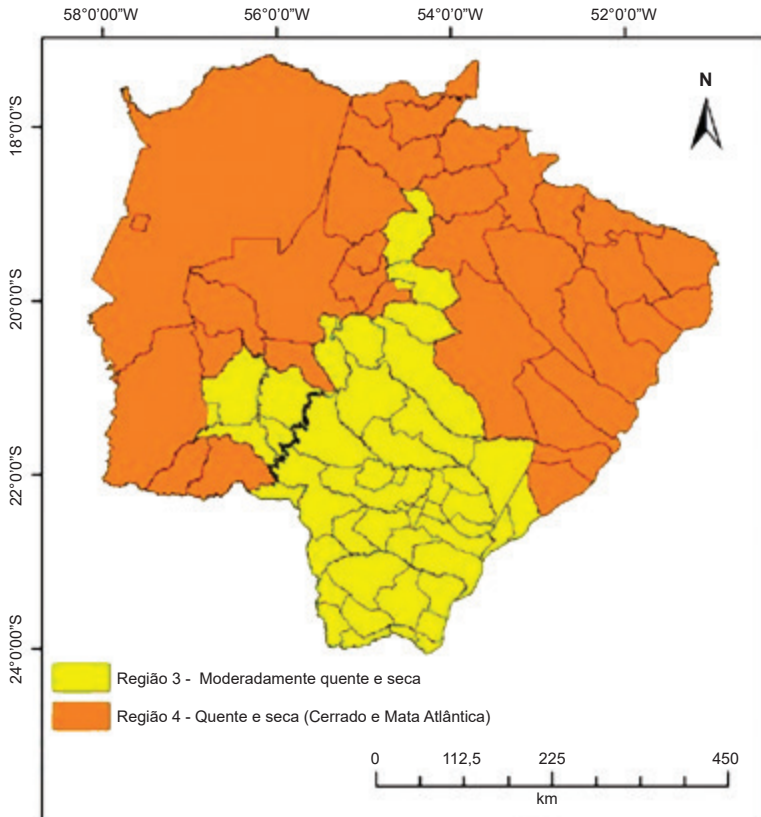 58°0'0"W 56°0'0"W 54°0'0"W 52°0'0"W
N
18°0'0"S
20°0'0"S
22°0'0"S
24°0'0"S
Região 3 - Moderadamente quente e seca
Região 4 - Quente e seca (Cerrado e Mata Atlântica)
0 112,5 225 450
km